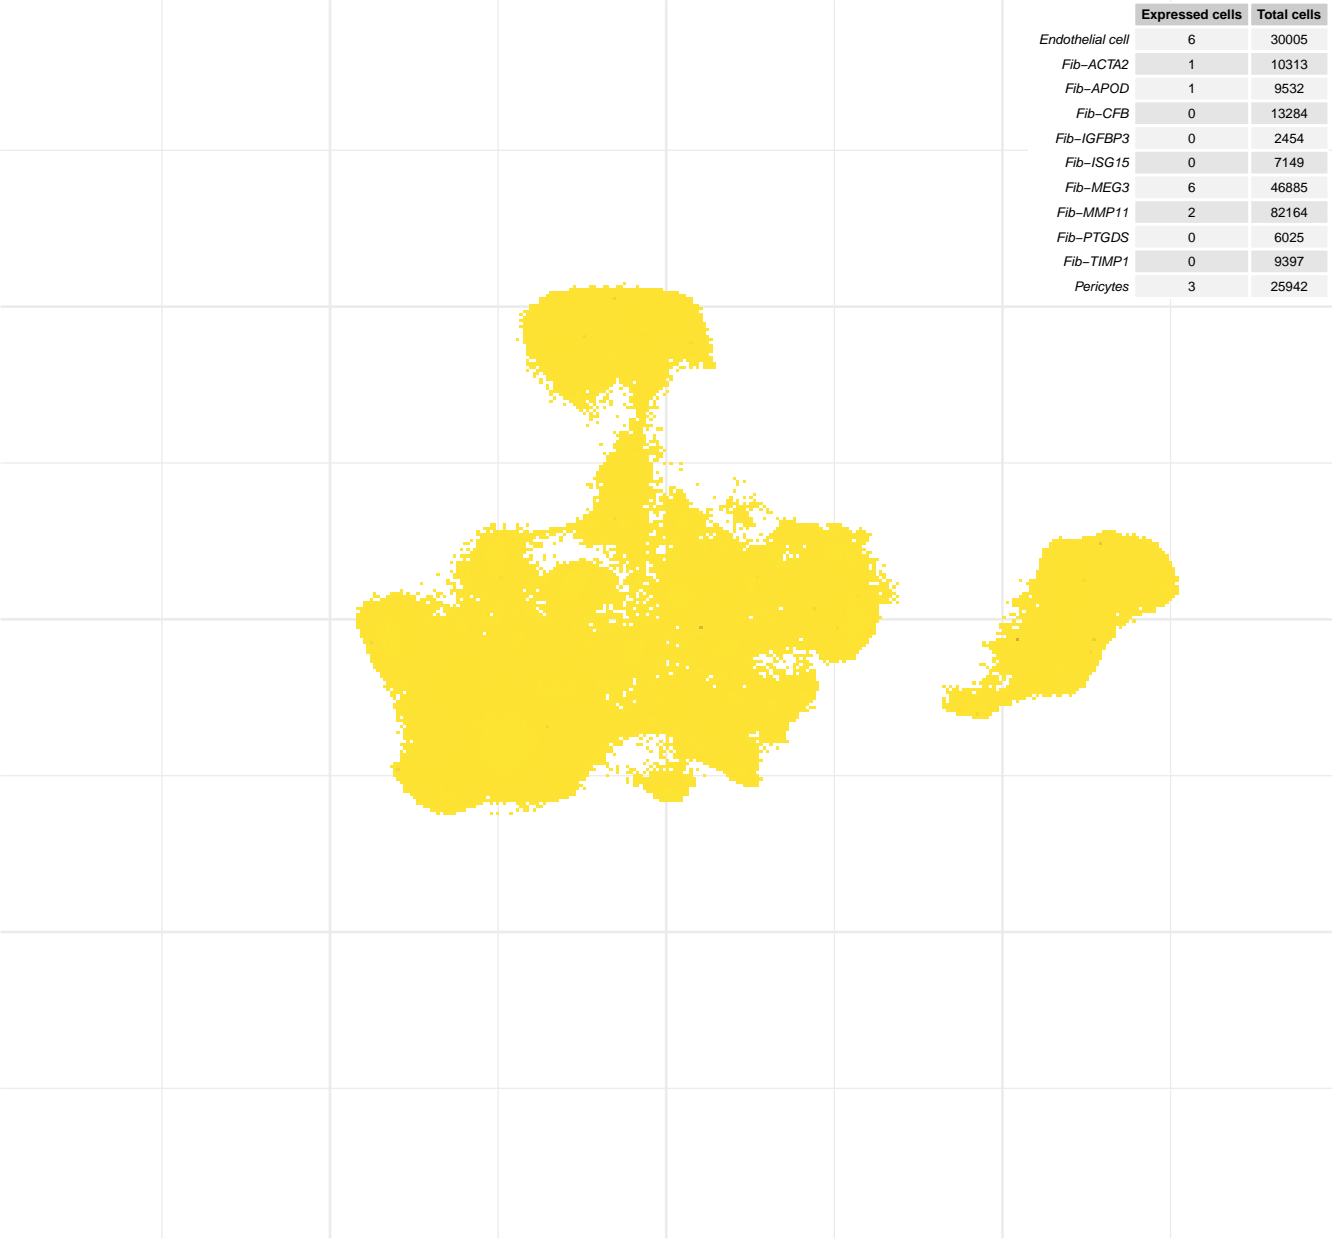 Expressed cells Total cells
Endothelial cell 6 30005
Fib−ACTA2 1 10313
Fib−APOD 1 9532
Fib−CFB 0 13284
Fib−IGFBP3 0 2454
Fib−ISG15 0 7149
Fib−MEG3 6 46885
Fib−MMP11 2 82164
Fib−PTGDS 0 6025
Fib−TIMP1 0 9397
Pericytes 3 25942